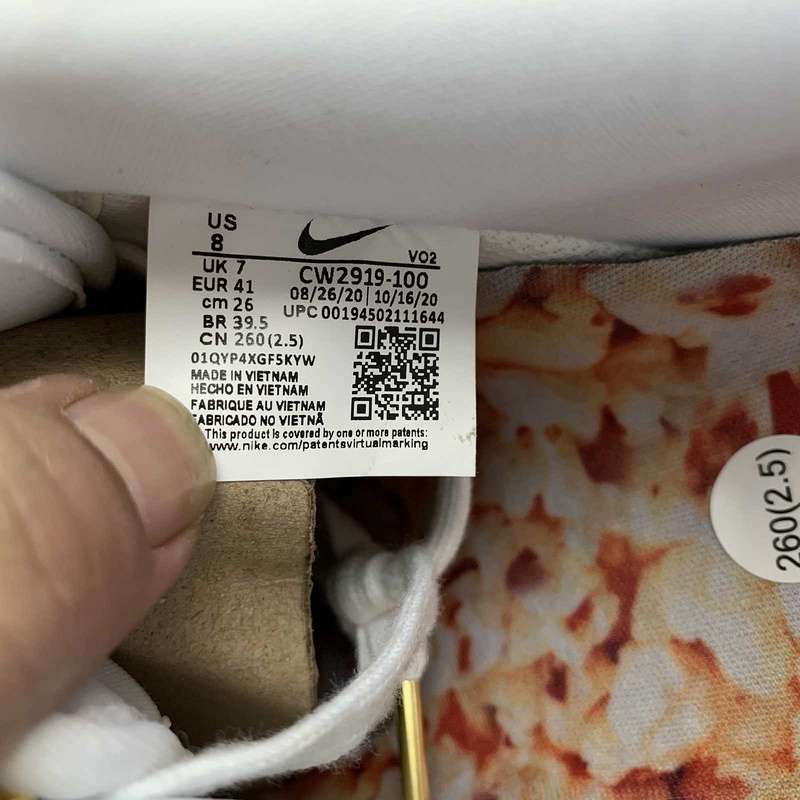 US
8
VO2
UK 7
CW2919-100
EUR 41
08/26/20 | 10/16/20
cm 26
UPC 00194502111644
BR 39.5
CN 260(2.5)
01QYP4XGF5KYW
MADE IN VIETNAM
HECHO EN VIETNAM
FABRIQUE AU VIETNAM
FABRICADO NO VIETNÃ
This product is covered by one or more patents:
www.nike.com/patentsvirtualmarking
260(2.5)